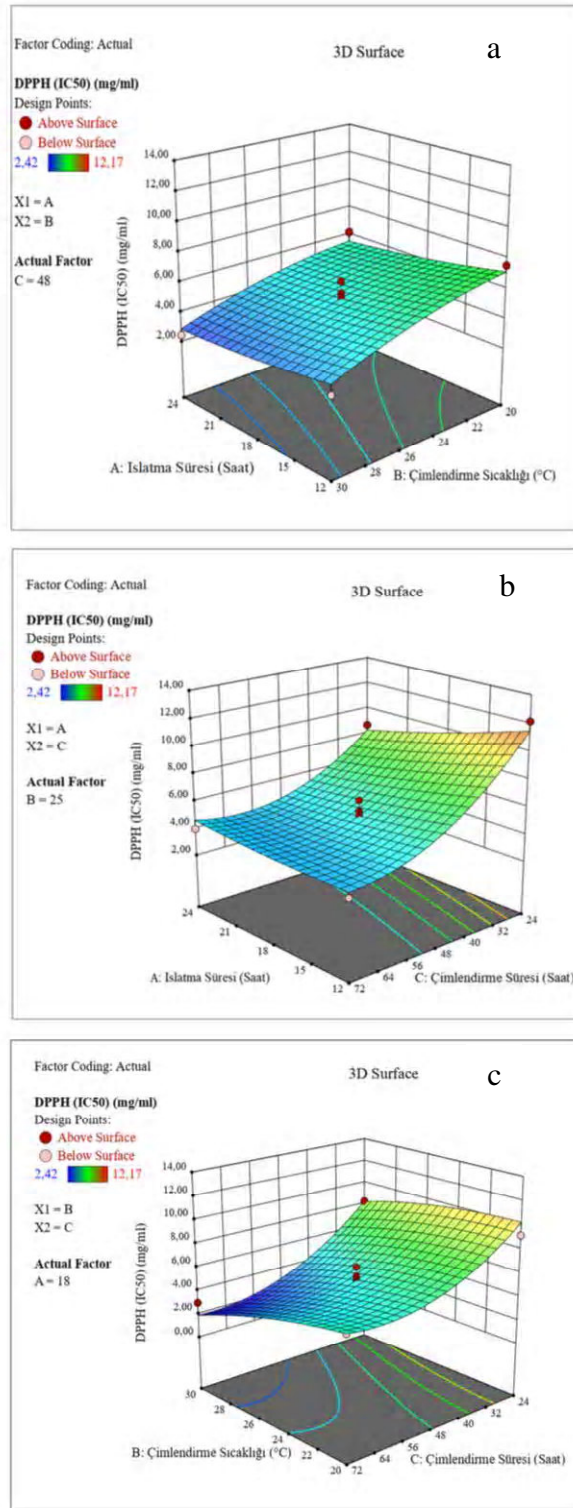 Factor Coding: Actual
3D Surface
a
DPPH (IC50) (mg/ml)
Design Points:
Above Surface
Below Surface
2,42 12,17
X1 = A
X2 = B
Actual Factor
C = 48
DPPH (IC50) (mg/ml)
14,00
12,00
10,00
8,00
6,00
4,00
2,00
24
21
18
15
12
A: Islatma Süresi (Saat)
30
28
26
24
22
20
B: Çimlendirme Sıcaklığı (°C)
Factor Coding: Actual
3D Surface
b
DPPH (IC50) (mg/ml)
Design Points:
Above Surface
Below Surface
2,42 12,17
X1 = A
X2 = C
Actual Factor
B = 25
DPPH (IC50) (mg/ml)
14,00
12,00
10,00
8,00
6,00
4,00
2,00
24
21
18
15
12
A: Islatma Süresi (Saat)
72
64
56
48
40
32
24
C: Çimlendirme Süresi (Saat)
Factor Coding: Actual
3D Surface
c
DPPH (IC50) (mg/ml)
Design Points:
Above Surface
Below Surface
2,42 12,17
X1 = B
X2 = C
Actual Factor
A = 18
DPPH (IC50) (mg/ml)
14,00
12,00
10,00
8,00
6,00
4,00
2,00
0,00
30
28
26
24
22
20
B: Çimlendirme Sıcaklığı (°C)
72
64
56
48
40
32
24
C: Çimlendirme Süresi (Saat)